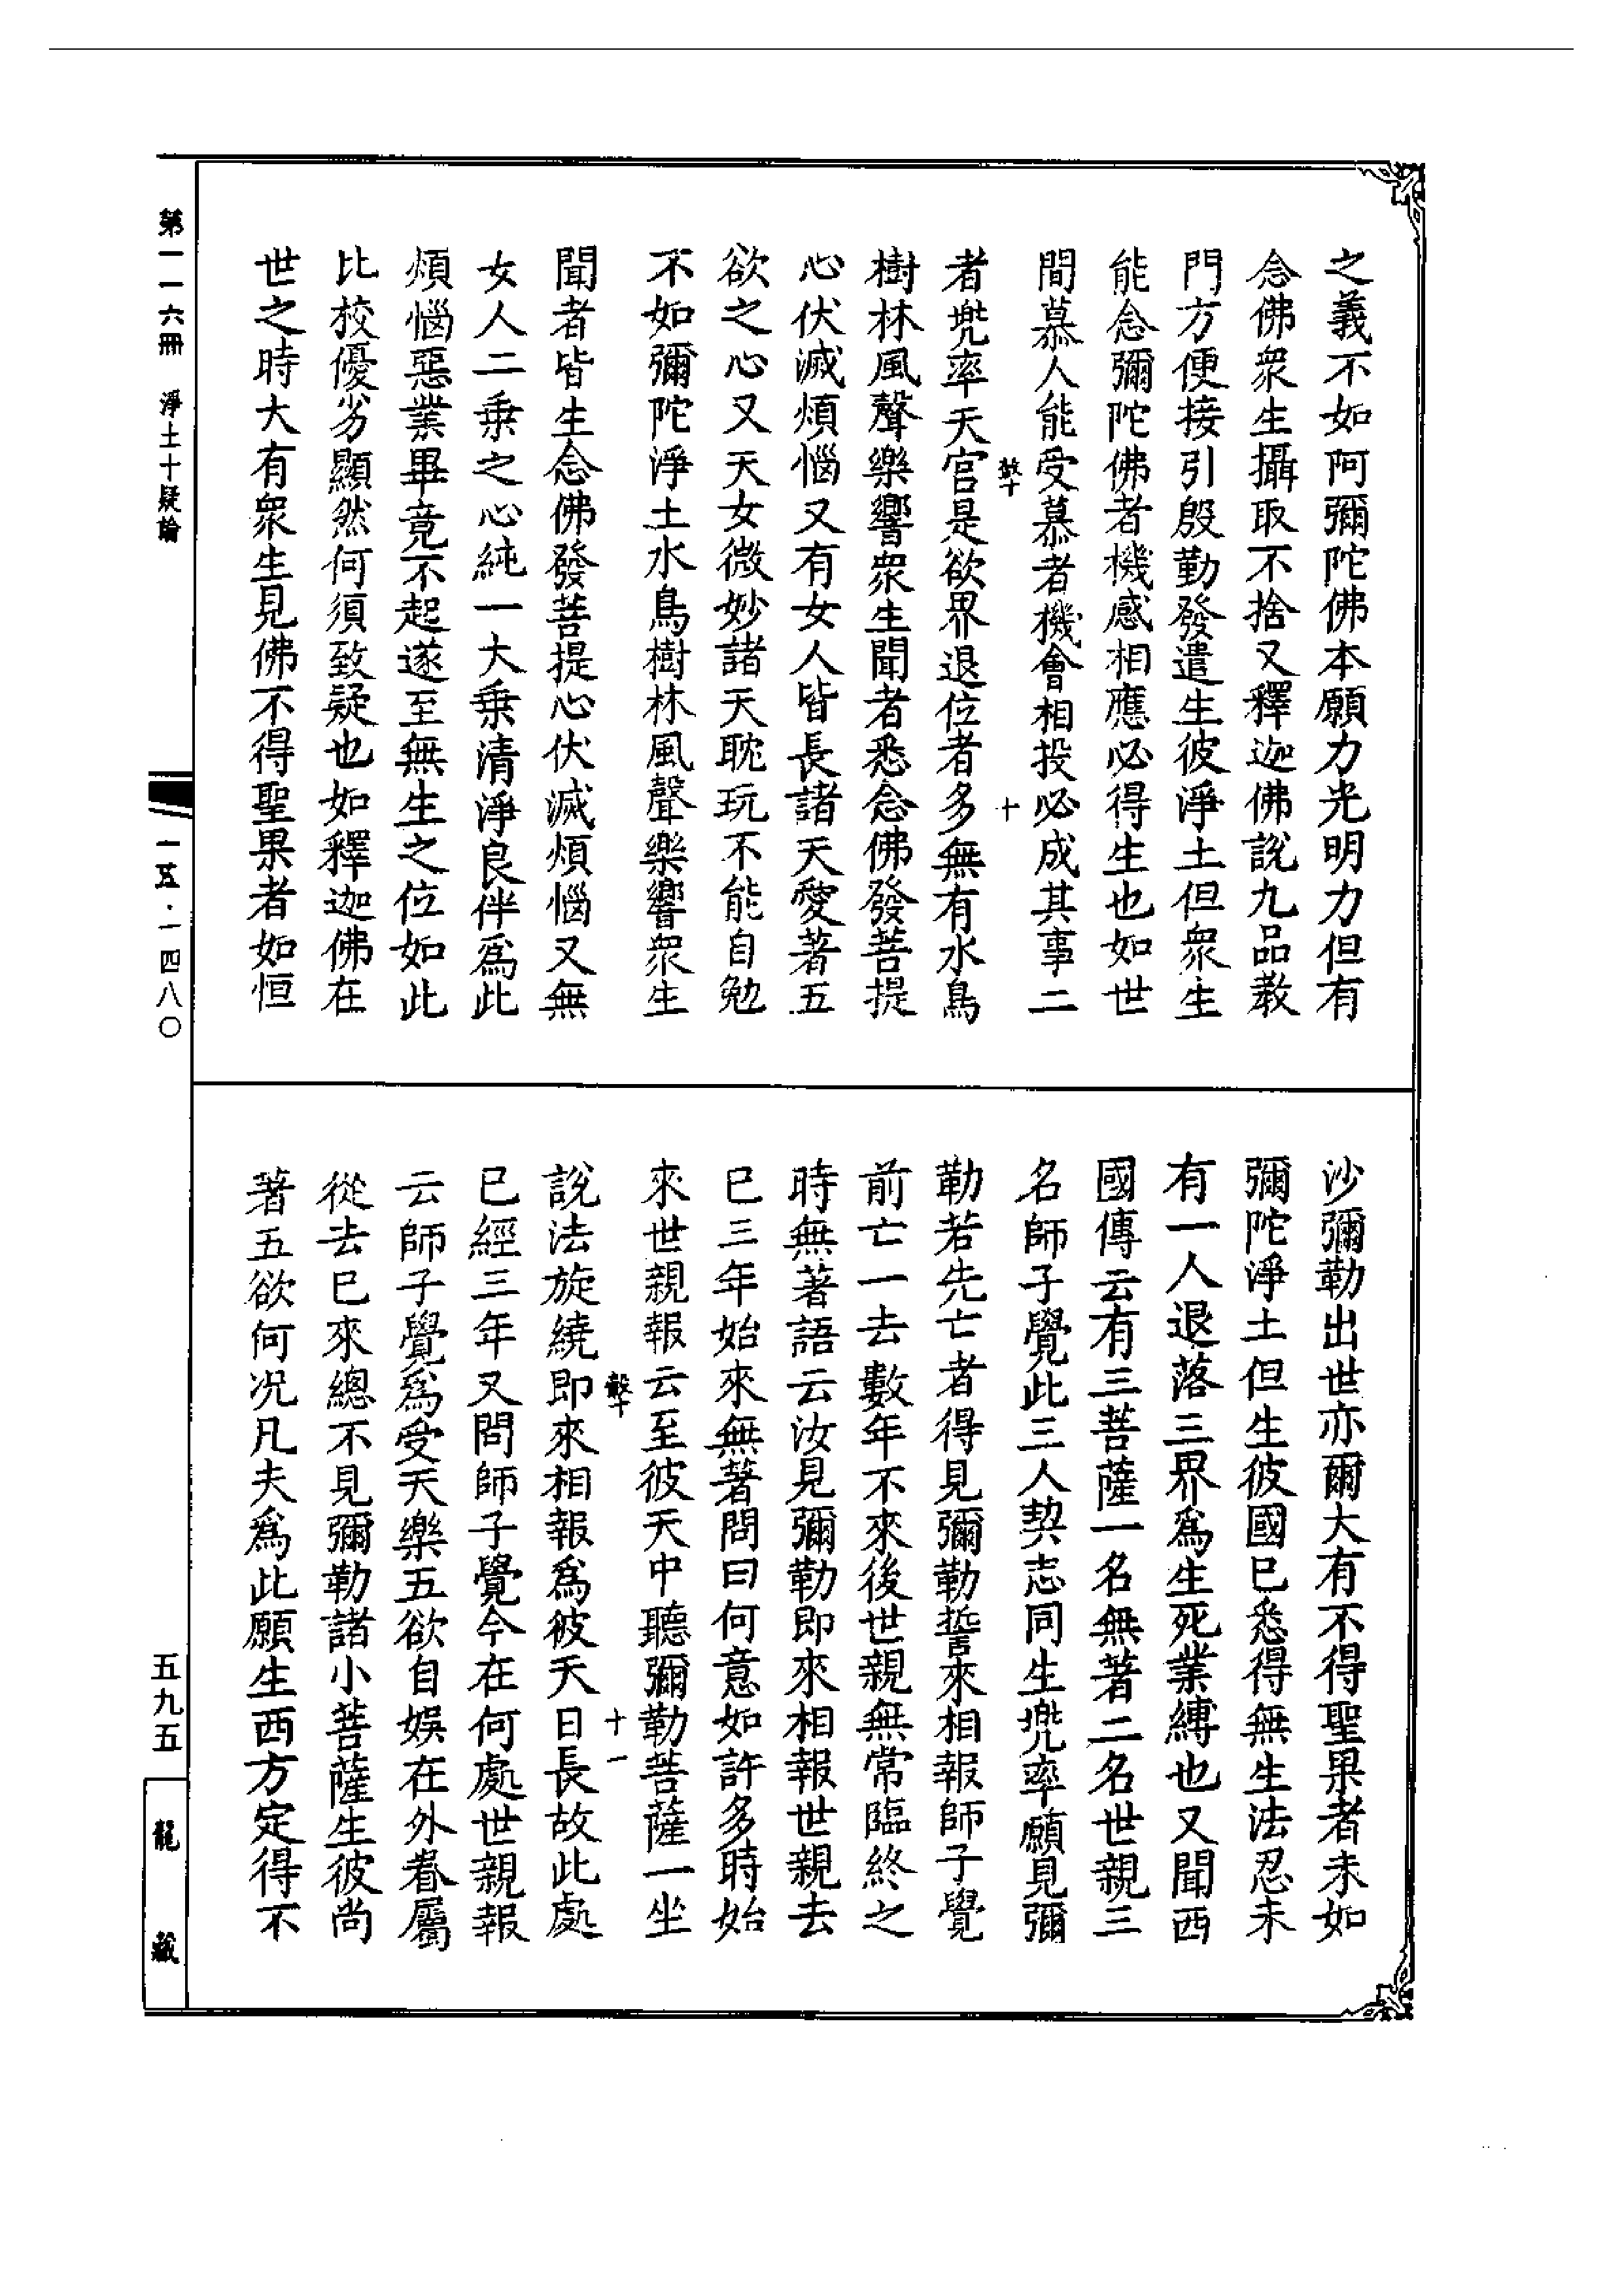 之義不如阿彌陀佛本願力光明力但有
念佛衆生攝取不捨又釋迦佛說九品教
門方便接引殷勤發遣生彼淨土但衆生
能念彌陀佛者機感相應必得生也如世
間慕人能受慕者機會相投必成其事二
十
者兠率天宮是欲界退位者多無有水鳥
樹林風聲樂響衆生聞者悉念佛發菩提
心伏滅煩惱又有女人皆長諸天愛著五
欲之心又天女微妙諸天耽玩不能自勉
不如彌陀淨土水鳥樹林風聲樂響衆生
聞者皆生念佛發菩提心伏滅煩惱又無
女人二乗之心純一大乗清淨良伴爲此
煩惱惡業畢竟不起遂至無生之位如此
比校優劣顯然何須致疑也如釋迦佛在
世之時大有衆生見佛不得聖果者如恒
沙彌勒出世亦爾大有不得聖果者未如
彌陀淨土但生彼國已悉得無生法忍未
有一人退落三界爲生死業縛也又聞西
國傳云有三菩薩一名無著二名世親三
名師子覺此三人契志同生兠率願見彌
勒若先亡者得見彌勒誓來相報師子覺
前亡一去數年不來後世親無常臨終之
時無著語云汝見彌勒即來相報世親去
已三年始來無著問曰何意如許多時始
來世親報云至彼天中聽彌勒菩薩一坐
十一
說法旋繞即來相報爲彼天日長故此處
已經三年又問師子覺今在何處世親報
云師子覺爲受天樂五欲自娛在外眷屬
從去已來總不見彌勒諸小菩薩生彼尚
著五欲何况凡夫爲此願生西方定得不
第一一六冊 淨土十疑論
一五·一四八〇
五九五
龍藏